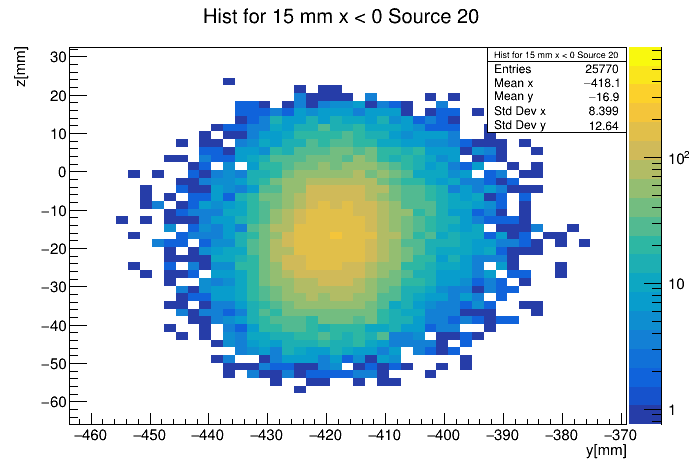 Hist for 15 mm x < 0 Source 20
z[mm]
30
20
10
0
−10
−20
−30
−40
−50
−60
−460 −450 −440 −430 −420 −410 −400 −390 −380 −370
y[mm]
Hist for 15 mm x < 0 Source 20
Entries 25770
Mean x −418.1
Mean y −16.9
Std Dev x 8.399
Std Dev y 12.64
10²
10
1